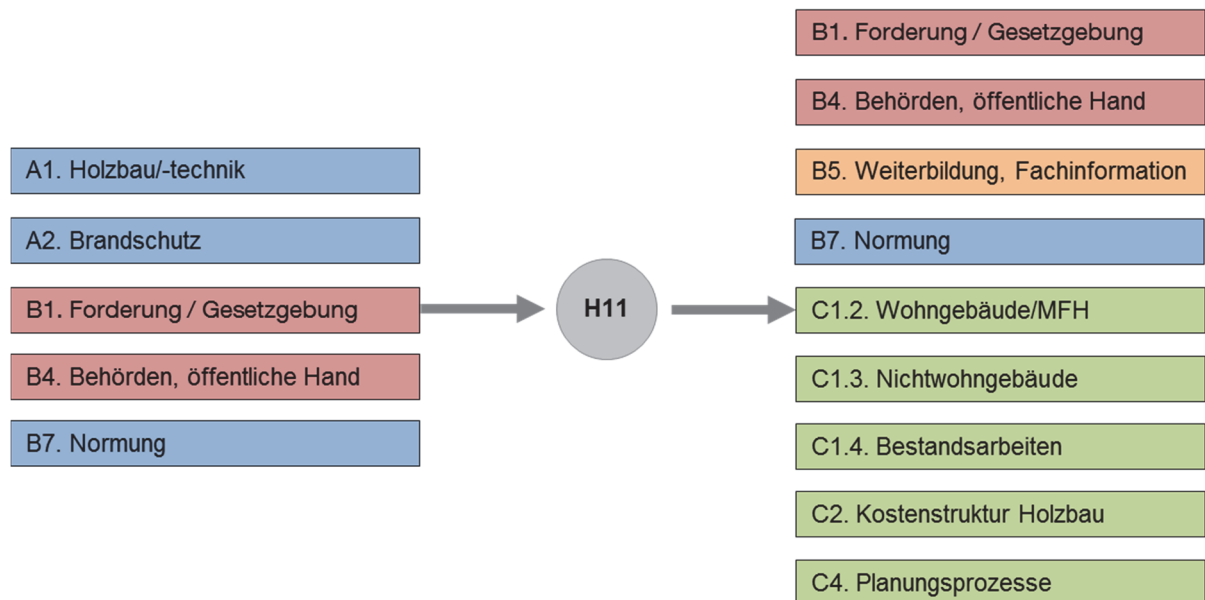 A1. Holzbau/-technik
A2. Brandschutz
B1. Forderung / Gesetzgebung
B4. Behörden, öffentliche Hand
B7. Normung
H11
B1. Forderung / Gesetzgebung
B4. Behörden, öffentliche Hand
B5. Weiterbildung, Fachinformation
B7. Normung
C1.2. Wohngebäude/MFH
C1.3. Nichtwohngebäude
C1.4. Bestandsarbeiten
C2. Kostenstruktur Holzbau
C4. Planungsprozesse